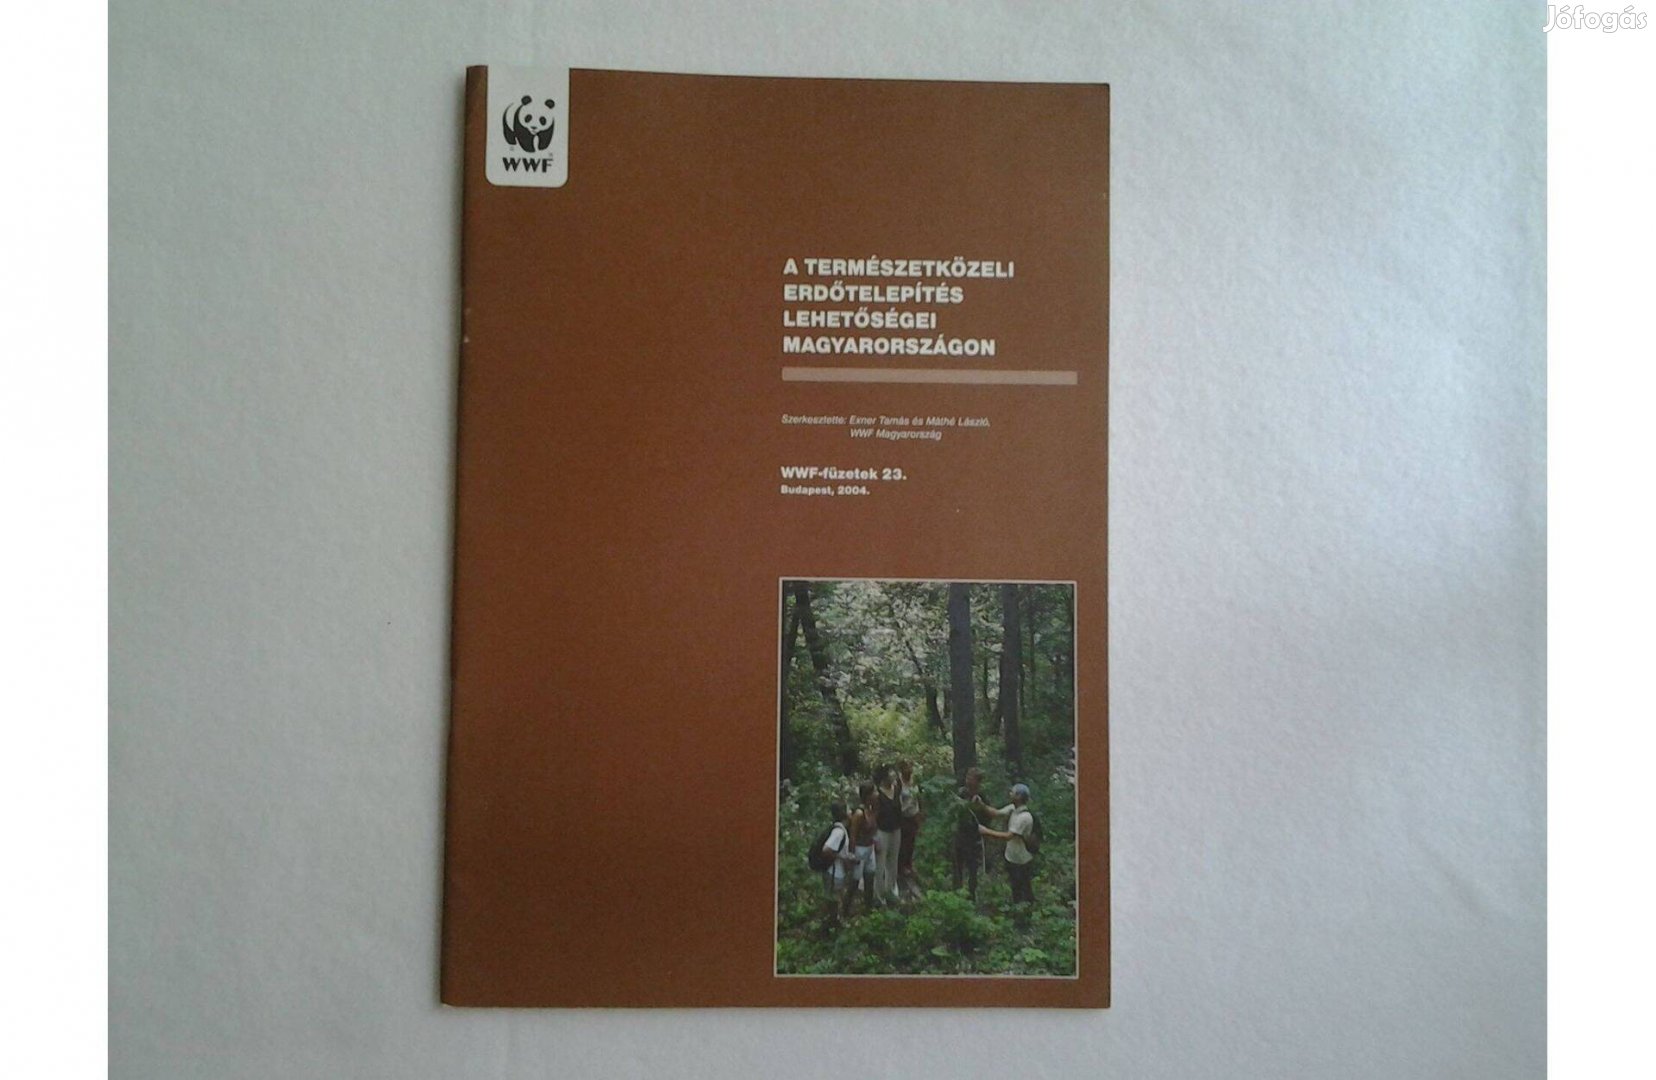 Jófogás
WWF
A TERMÉSZETKÖZELI
ERDŐTELEPÍTÉS
LEHETŐSÉGEI
MAGYARORSZÁGON
Szerkesztette: Exner Tamás és Máthé László,
WWF Magyarország
WWF-füzetek 23.
Budapest, 2004.